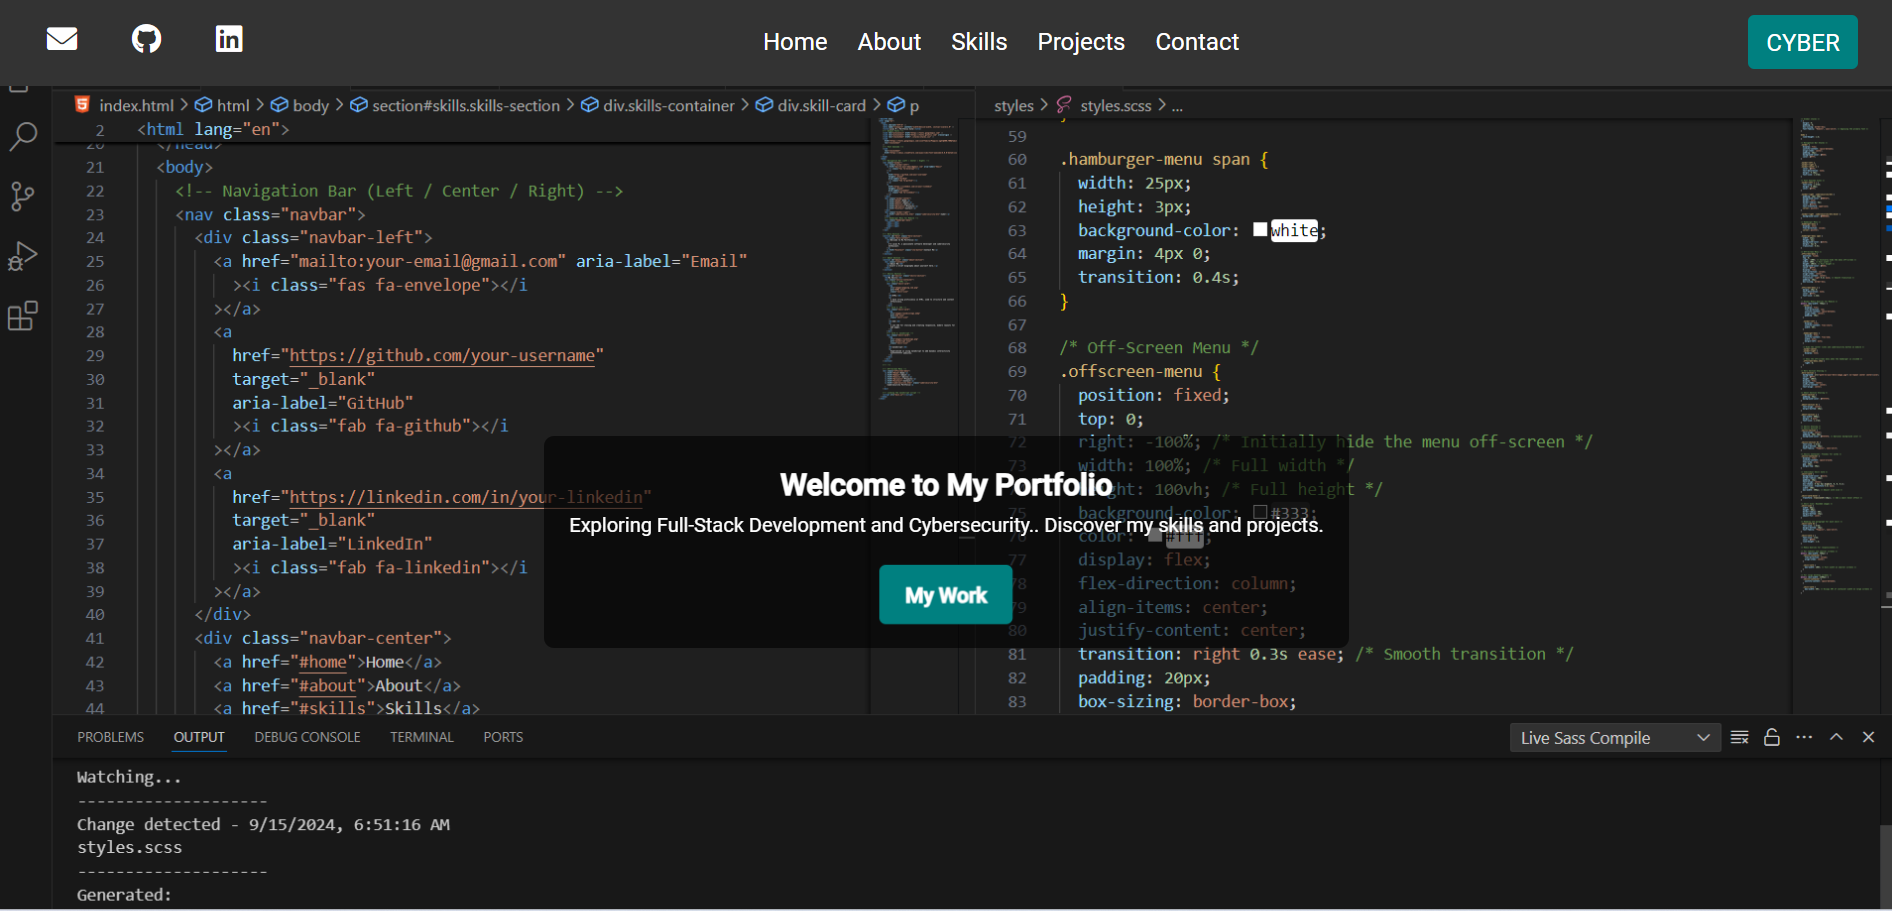 Home About Skills Projects Contact
CYBER
index.html > html > body > section#skills.skills-section > div.skills-container > div.skill-card > p
2 <html lang="en">
20 </head>
21 <body>
22 <!-- Navigation Bar (Left / Center / Right) -->
23 <nav class="navbar">
24 <div class="navbar-left">
25 <a href="mailto:your-email@gmail.com" aria-label="Email"
26 ><i class="fas fa-envelope"></i
27 ></a>
28 <a
29 href="https://github.com/your-username"
30 target="_blank"
31 aria-label="GitHub"
32 ><i class="fab fa-github"></i
33 ></a>
34 <a
35 href="https://linkedin.com/in/your-linkedin"
36 target="_blank"
37 aria-label="LinkedIn"
38 ><i class="fab fa-linkedin"></i
39 ></a>
40 </div>
41 <div class="navbar-center">
42 <a href="#home">Home</a>
43 <a href="#about">About</a>
44 <a href="#skills">Skills</a>
styles > styles.scss > ...
59
60 .hamburger-menu span {
61 width: 25px;
62 height: 3px;
63 background-color: white;
64 margin: 4px 0;
65 transition: 0.4s;
66 }
67
68 /* Off-Screen Menu */
69 .offscreen-menu {
70 position: fixed;
71 top: 0;
72 right: -100%; /* Initially hide the menu off-screen */
73 width: 100%; /* Full width */
ght: 100vh; /* Full height */
75 background-color: #333;
color: #fff;
77 display: flex;
78 flex-direction: column;
79 align-items: center;
80 justify-content: center;
81 transition: right 0.3s ease; /* Smooth transition */
82 padding: 20px;
83 box-sizing: border-box;
Welcome to My Portfolio
Exploring Full-Stack Development and Cybersecurity.. Discover my skills and projects.
My Work
PROBLEMS OUTPUT DEBUG CONSOLE TERMINAL PORTS
Live Sass Compile
Watching...
--------------------
Change detected - 9/15/2024, 6:51:16 AM
styles.scss
--------------------
Generated: